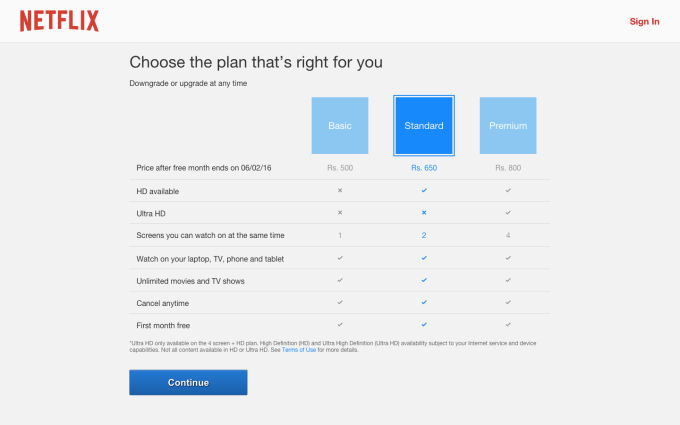 NETFLIX
Sign In
Choose the plan that's right for you
Downgrade or upgrade at any time
Basic Standard Premium
Price after free month ends on 06/02/16 Rs. 500 Rs. 650 Rs. 800
HD available
Ultra HD
Screens you can watch on at the same time 1 2 4
Watch on your laptop, TV, phone and tablet
Unlimited movies and TV shows
Cancel anytime
First month free
*Ultra HD only available on the 4 screen + HD plan. High Definition (HD) and Ultra High Definition (Ultra HD) availability subject to your Internet service and device
capabilities. Not all content available in HD or Ultra HD. See Terms of Use for more details.
Continue